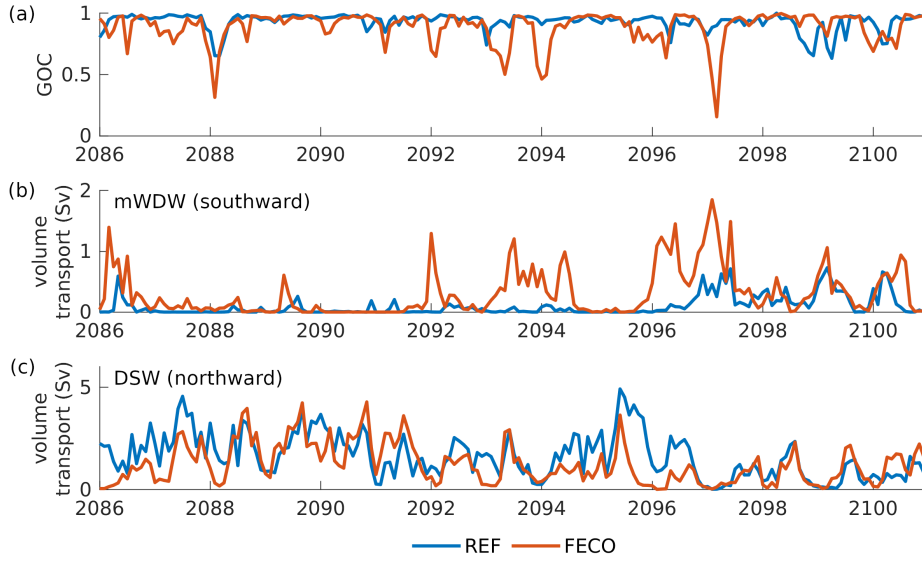 (a)
1
0.5
0
GOC
2086 2088 2090 2092 2094 2096 2098 2100
(b)
2
1
0
volume
transport (Sv)
mWDW (southward)
2086 2088 2090 2092 2094 2096 2098 2100
(c)
5
0
volume
transport (Sv)
DSW (northward)
2086 2088 2090 2092 2094 2096 2098 2100
REF FECO